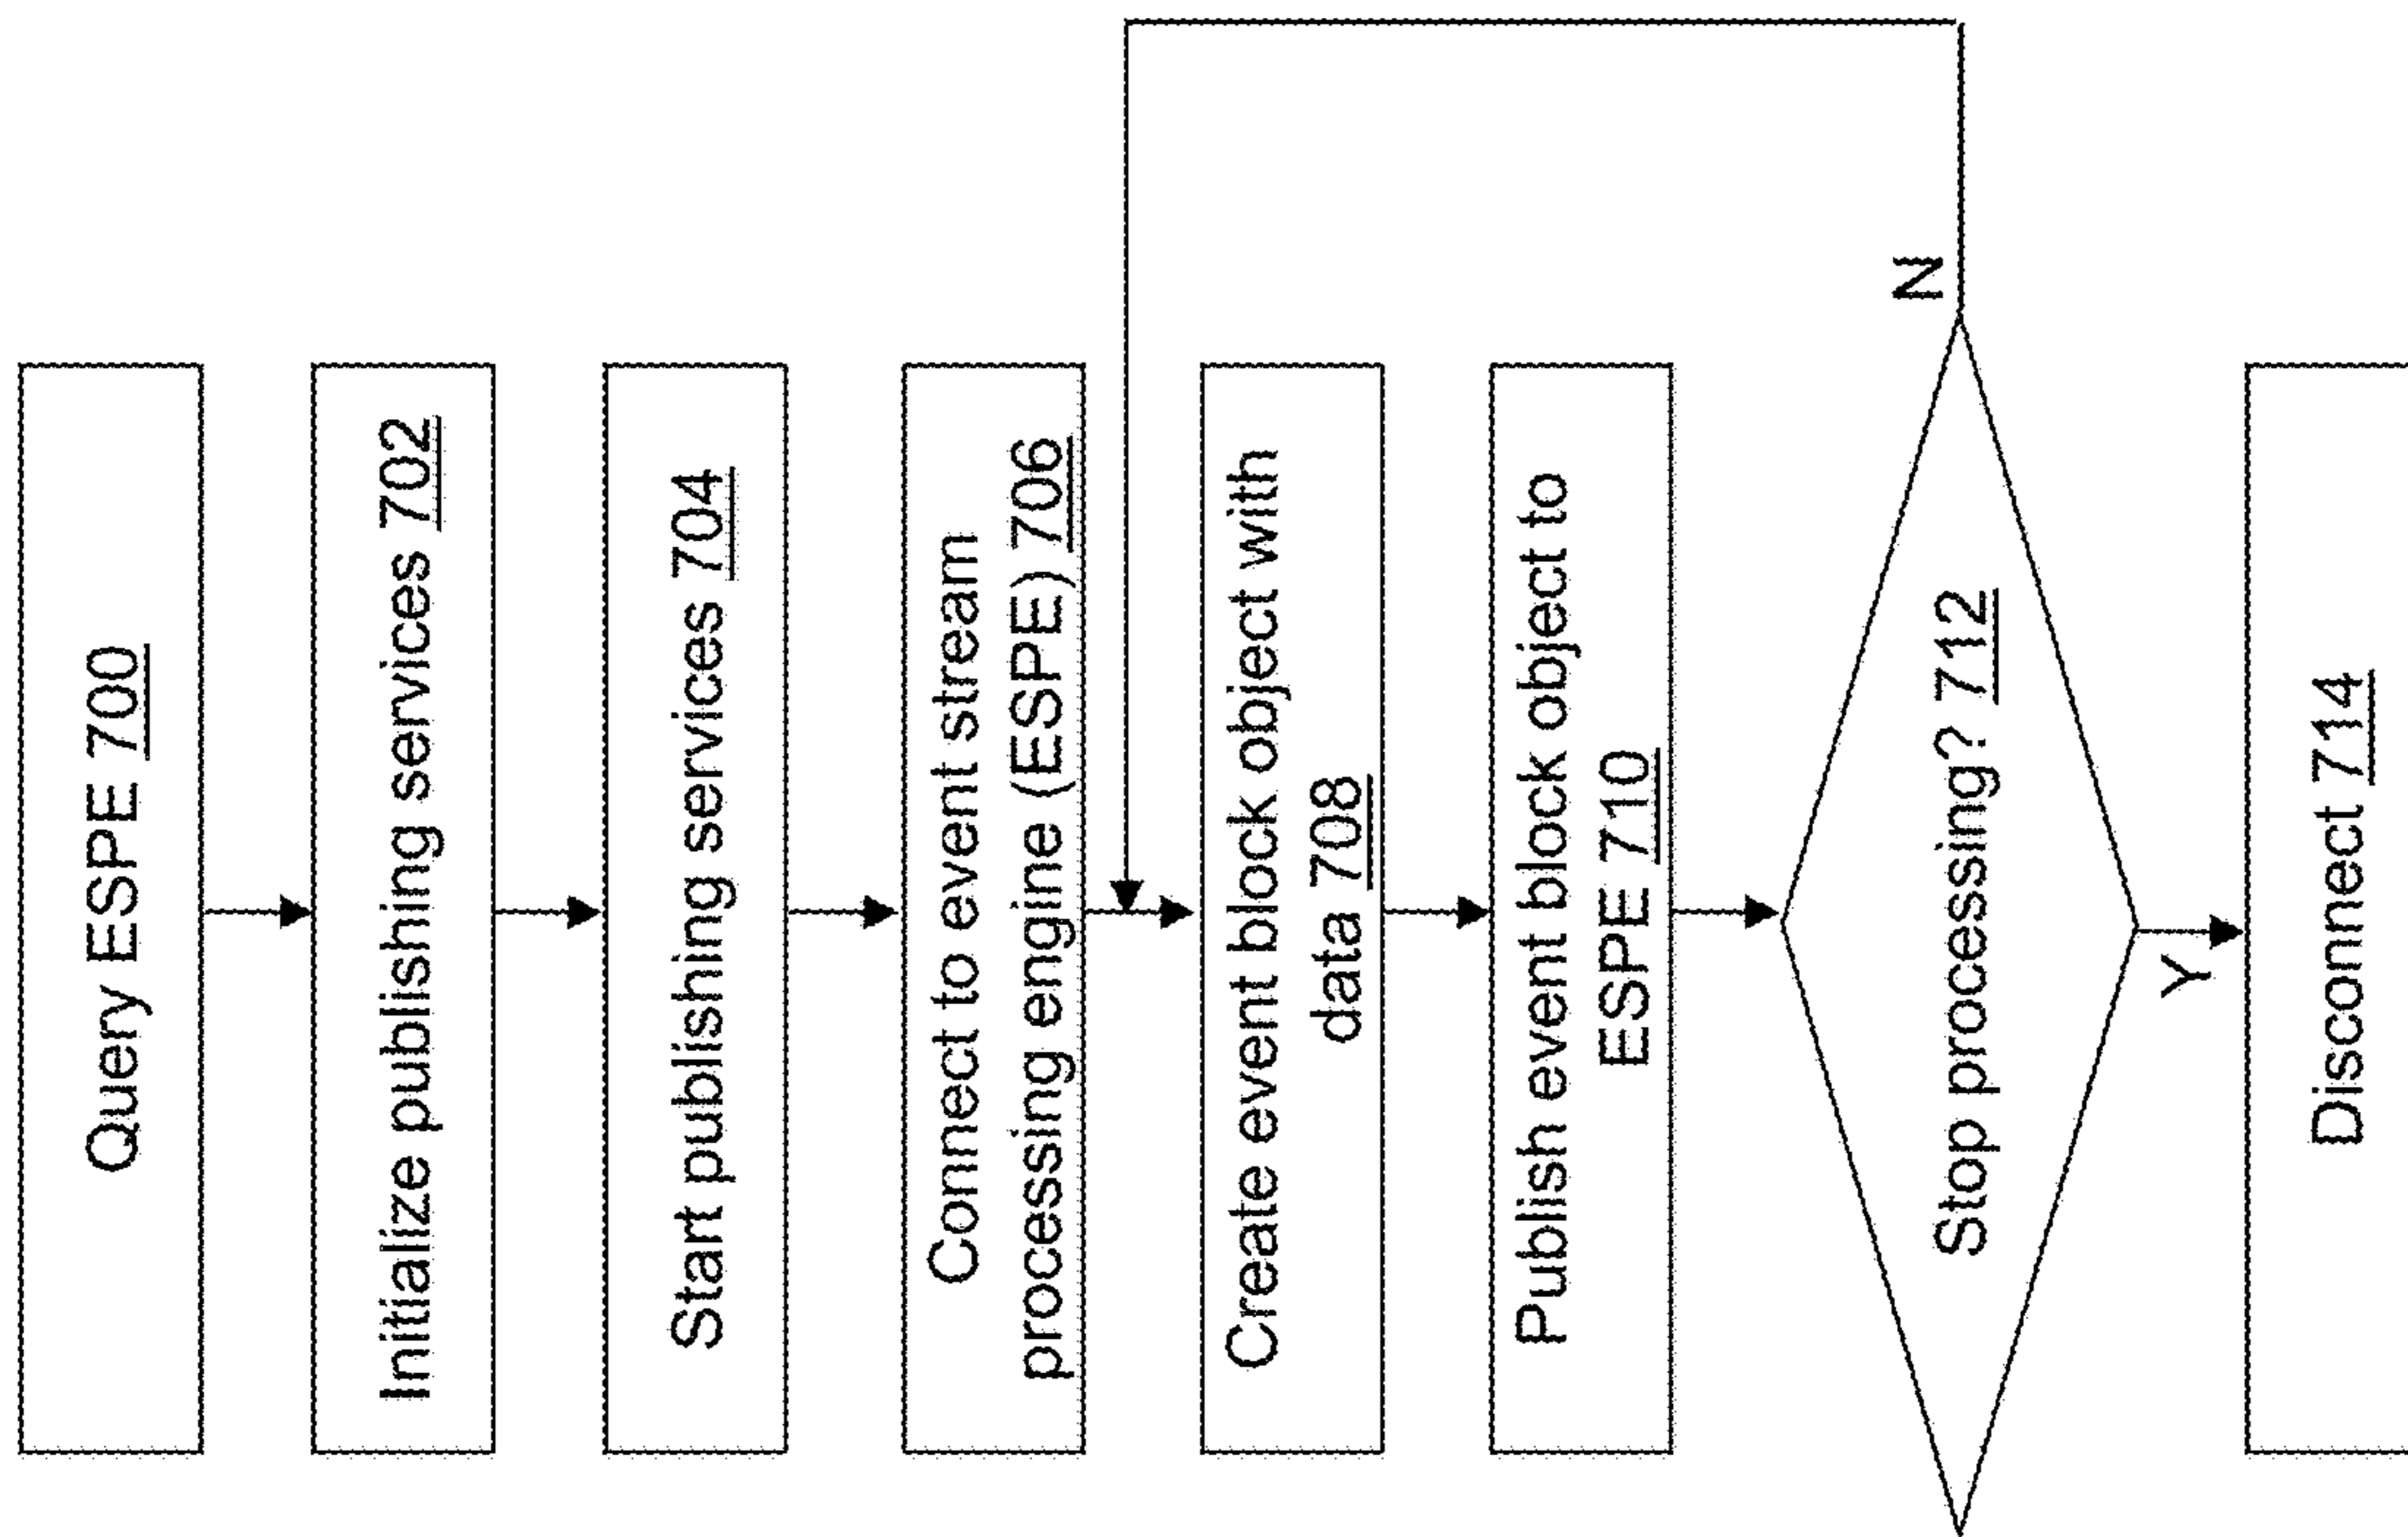 Query ESPE 700
Initialize publishing services 702
Start publishing services 704
Connect to event stream
processing engine (ESPE) 706
Create event block object with
data 708
Publish event block object to
ESPE 710
Stop processing? 712
N
Y
Disconnect 714